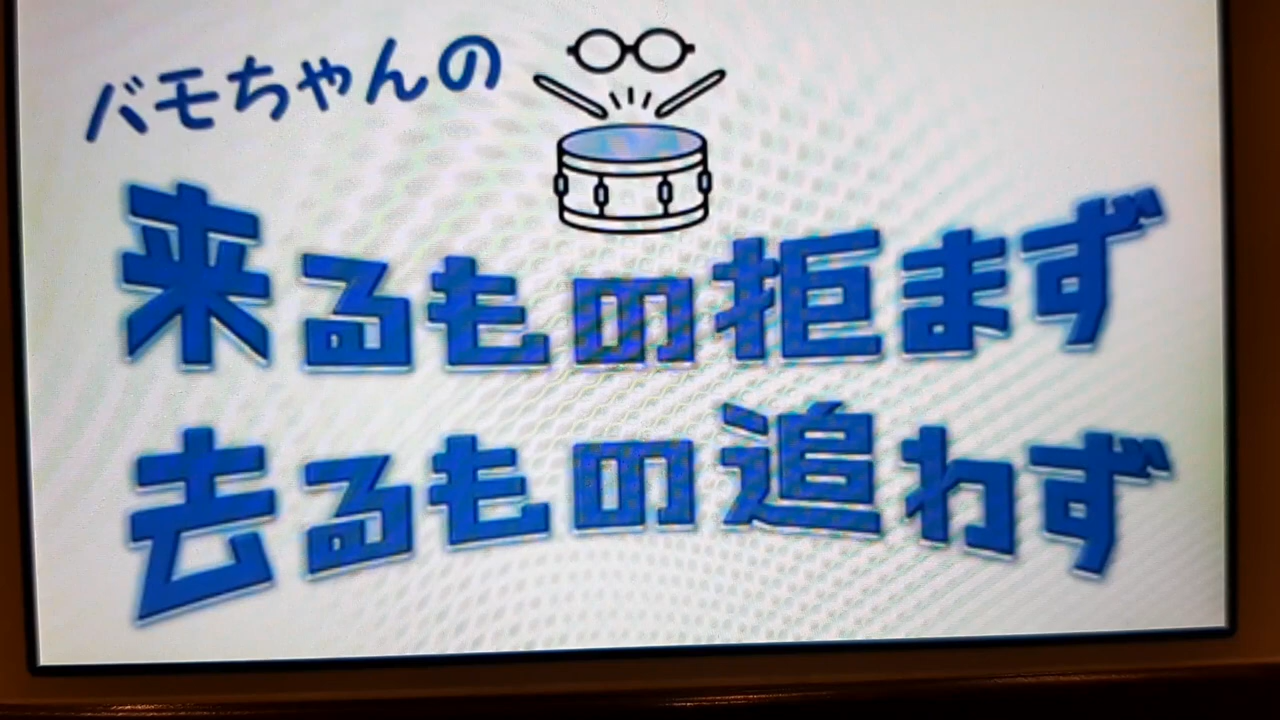 バモちゃんの
来るもの拒まず
去るもの追わず